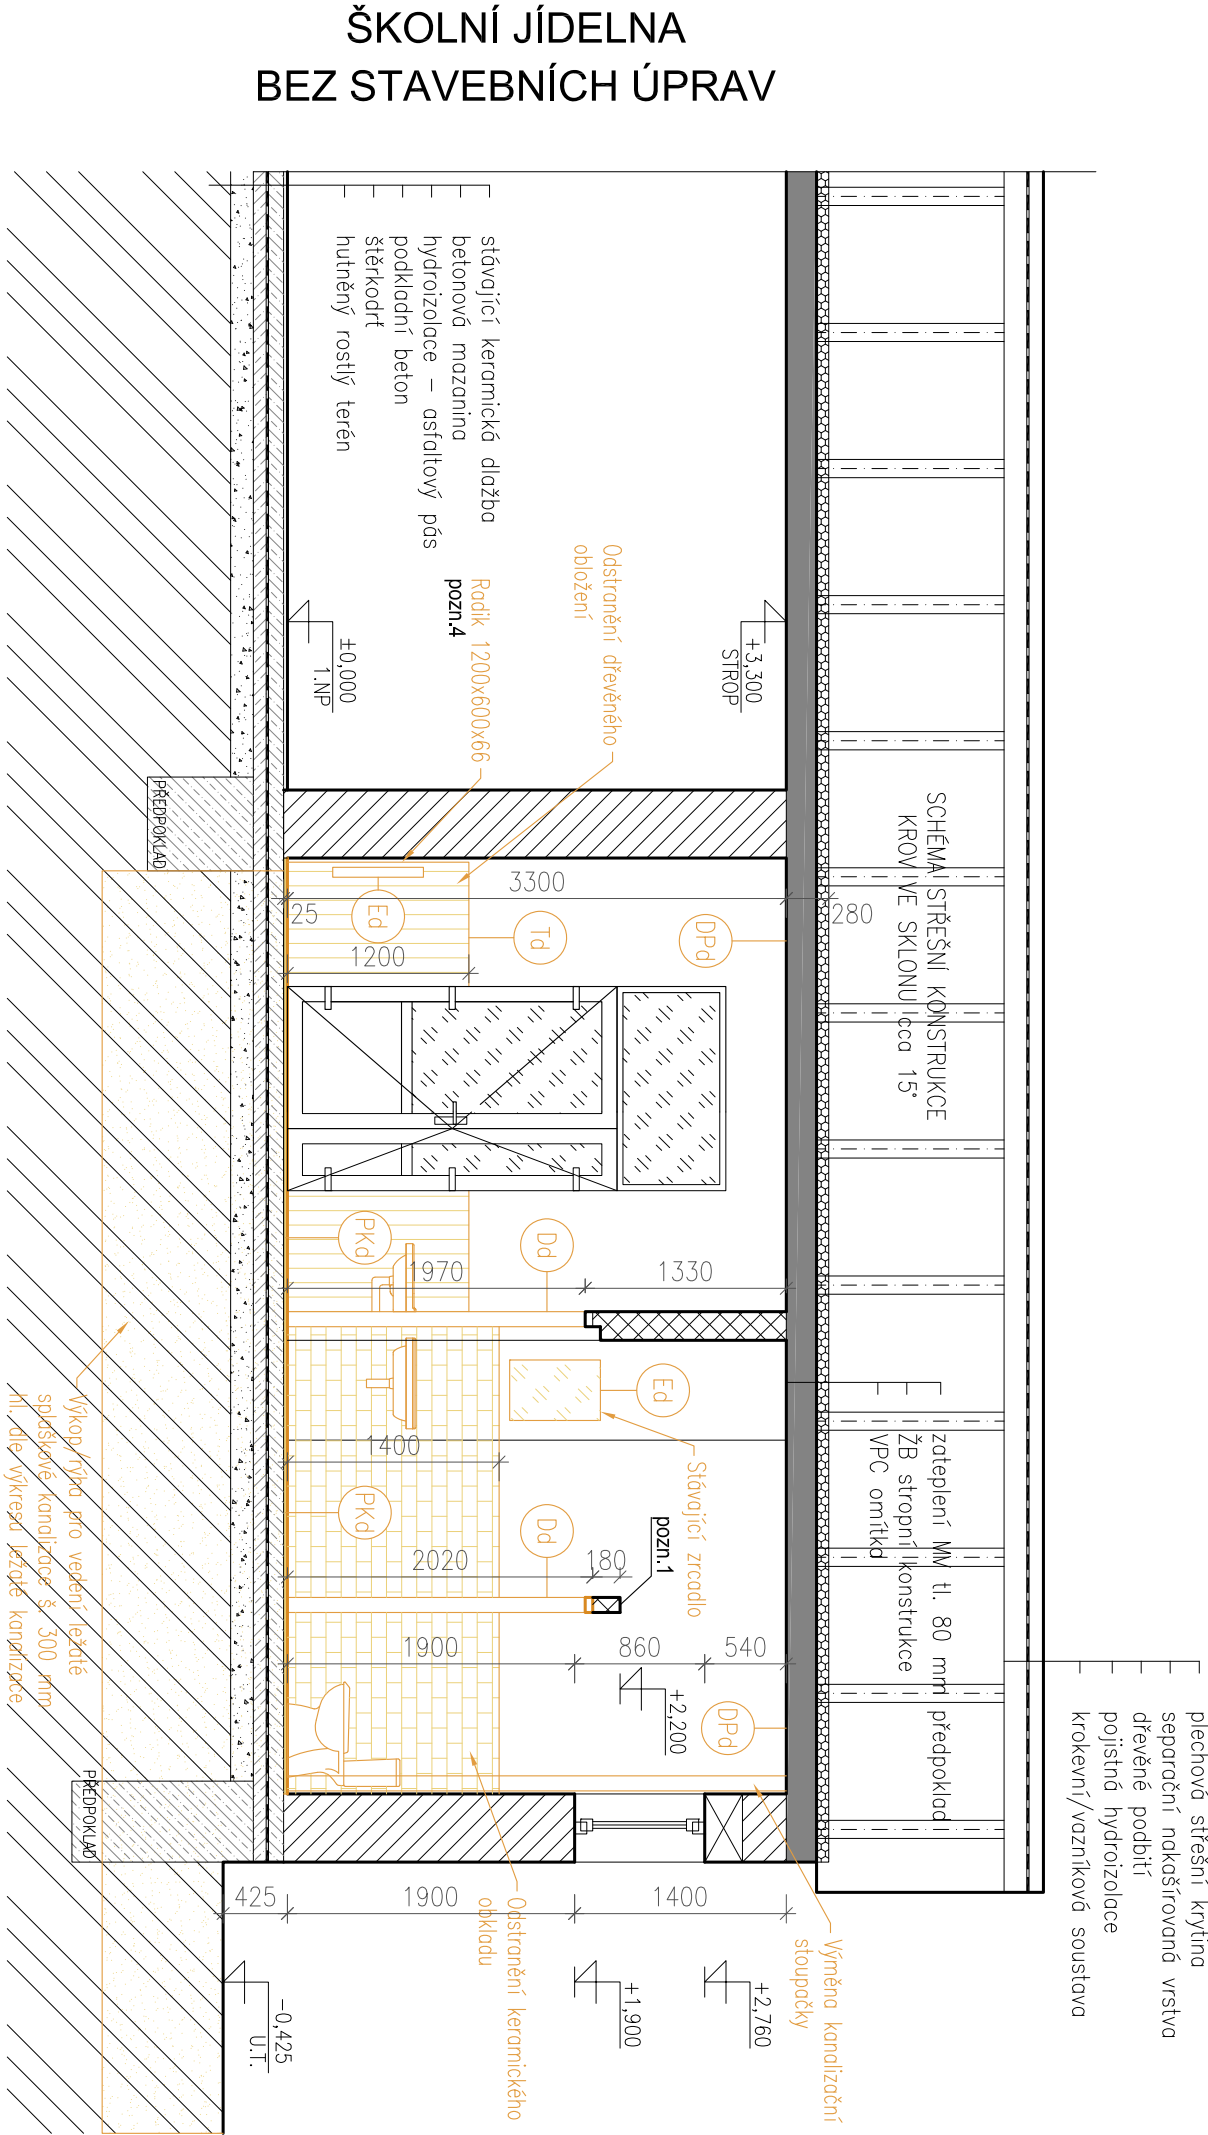 ŠKOLNÍ JÍDELNA
BEZ STAVEBNÍCH ÚPRAV
plechová střešní krytina
separační nakašírovaná vrstva
dřevěné podbití
pojistná hydroizolace
krokevní/vazníková soustava
SCHÉMA STŘEŠNÍ KONSTRUKCE
KROV VE SKLONU cca 15°
zateplení MV tl. 80 mm předpoklad
ŽB stropní konstrukce
VPC omítka
stávající keramická dlažba
betonová mazanina
hydroizolace – asfaltový pás
podkladní beton
štěrkodrť
hutněný rostlý terén
+3,300
STROP
±0,000
1.NP
Odstranění dřevěného
obložení
Radik 1200x600x66
pozn.4
PŘEDPOKLAD
280
3300
25
1200
DPd
Td
Ed
PKd
Dd
1970
1330
Ed
Stávající zrcadlo
1400
PKd
Dd
pozn.1
2020
180
1900
860
540
+2,200
DPd
Výměna kanalizační
stoupačky
Odstranění keramického
obkladu
425
1900
1400
+2,760
+1,900
-0,425
U.T.
PŘEDPOKLAD
Výkop/rýha pro vedení ležaté
splaškové kanalizace š. 300 mm
hl. dle výkresu ležaté kanalizace